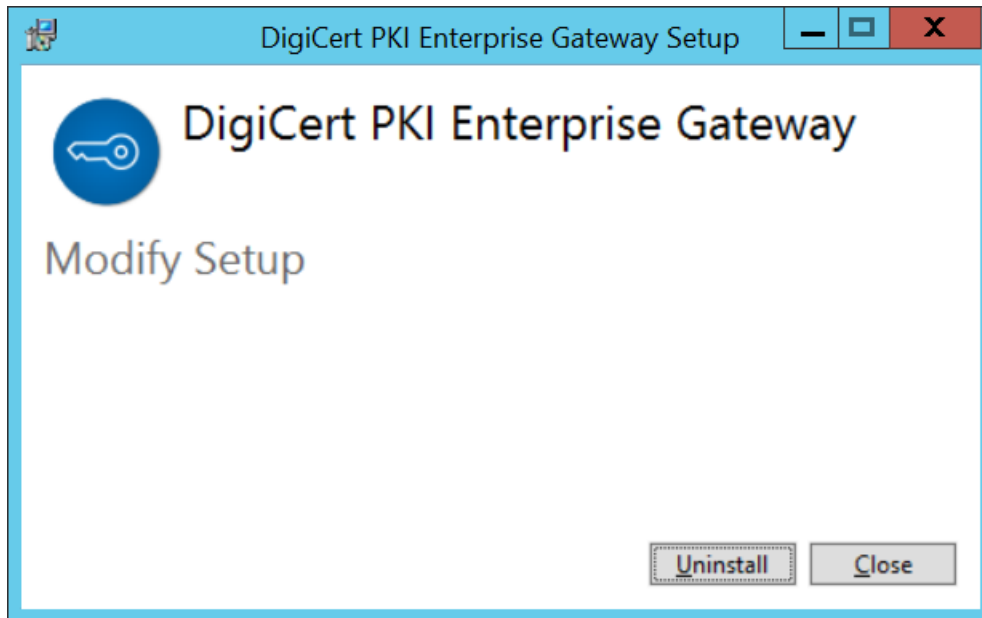 DigiCert PKI Enterprise Gateway Setup
DigiCert PKI Enterprise Gateway
Modify Setup
Uninstall
Close